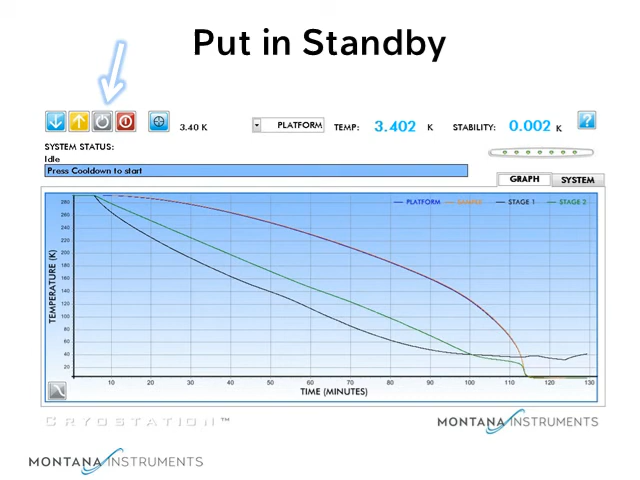 Put in Standby
3.40 K
PLATFORM
TEMP: 3.402 K
STABILITY: 0.002 K
?
SYSTEM STATUS:
Idle
Press Cooldown to start
GRAPH
SYSTEM
PLATFORM SAMPLE STAGE 1 STAGE 2
TEMPERATURE (K)
280
260
240
220
200
180
160
140
120
100
80
60
40
20
10 20 30 40 50 60 70 80 90 100 110 120 130
TIME (MINUTES)
CRYOSTATION™
MONTANA INSTRUMENTS
MONTANA INSTRUMENTS